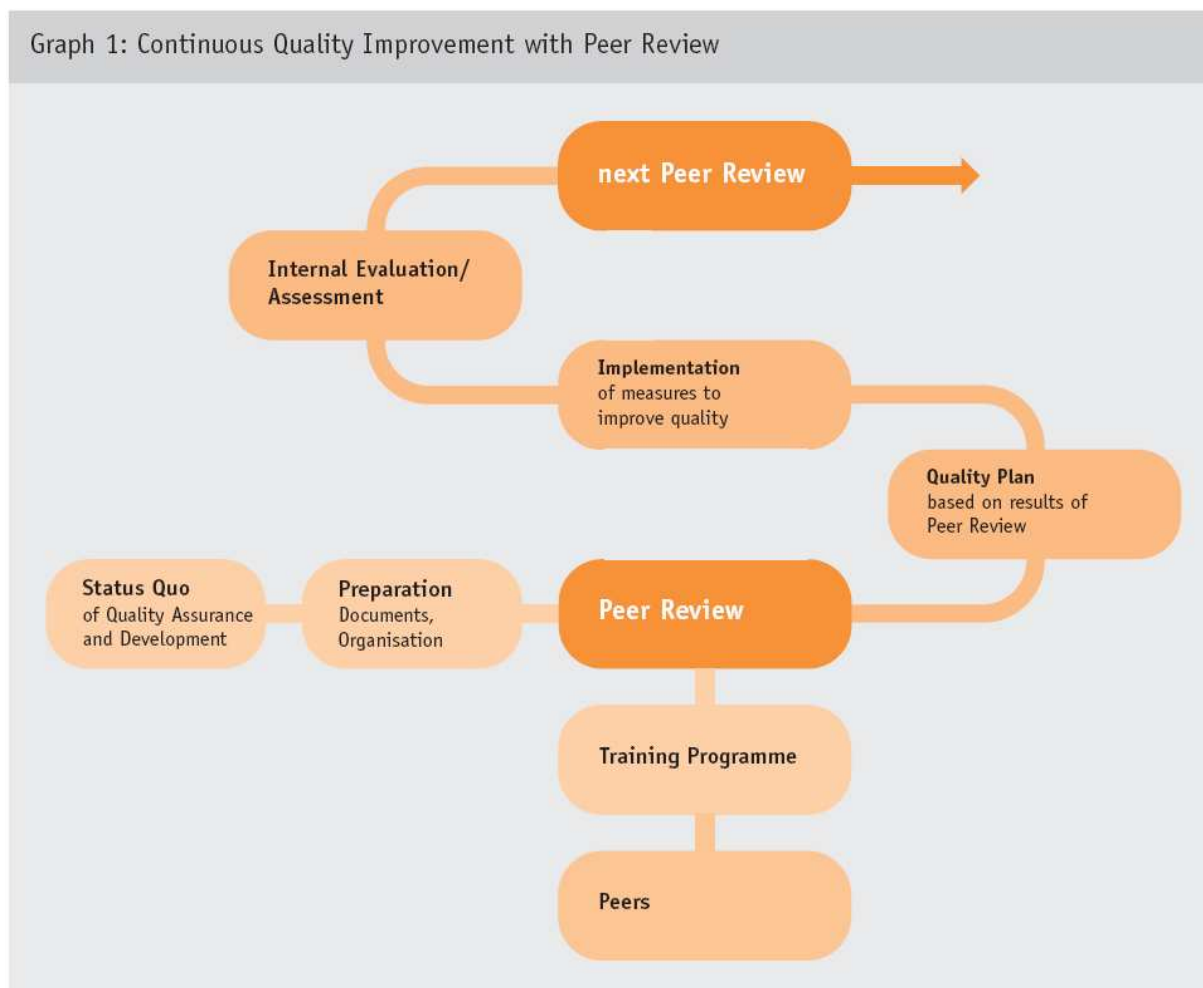 Graph 1: Continuous Quality Improvement with Peer Review
next Peer Review
Internal Evaluation/
Assessment
Implementation
of measures to
improve quality
Quality Plan
based on results of
Peer Review
Status Quo
of Quality Assurance
and Development
Preparation
Documents,
Organisation
Peer Review
Training Programme
Peers